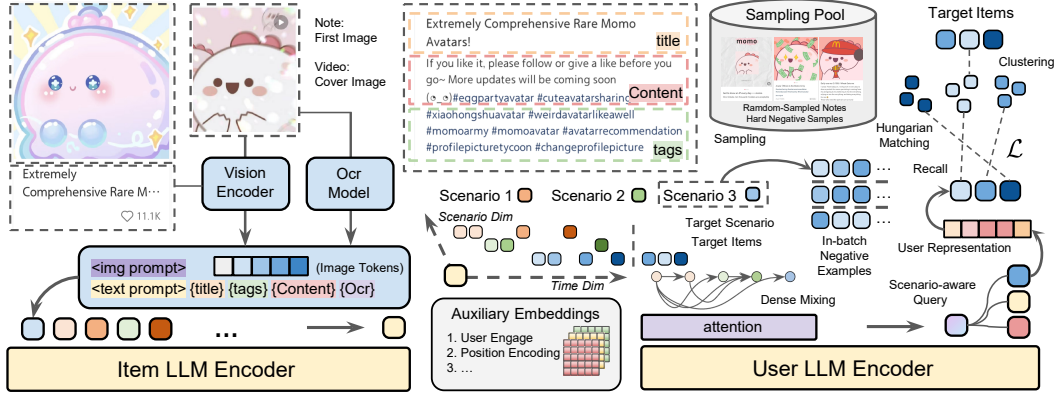 Note:
First Image
Video:
Cover Image
Extremely
Comprehensive Rare M...
11.1K
Vision
Encoder
Ocr
Model
<img prompt>
(Image Tokens)
<text prompt> {title} {tags} {Content} {Ocr}
...
Item LLM Encoder
Extremely Comprehensive Rare Momo
Avatars!
title
If you like it, please follow or give a like before you
go~ More updates will be coming soon
#eggpartyavatar #cuteavatarsharing
Content
#xiaohongshuavatar #weirdavatarlikeawell
#momoarmy #momoavatar #avatarrecommendation
#profilepicturetycoon #changeprofilepicture
tags
Scenario 1
Scenario 2
Scenario 3
Scenario Dim
Time Dim
Target Scenario
Target Items
Dense Mixing
Auxiliary Embeddings
1. User Engage
2. Position Encoding
3. ...
attention
Sampling Pool
momo
Ramdom-Sampled Notes
Hard Negative Samples
Sampling
...
...
...
In-batch
Negative
Examples
Target Items
Clustering
Hungarian
Matching
ℒ
Recall
User Representation
Scenario-aware
Query
User LLM Encoder